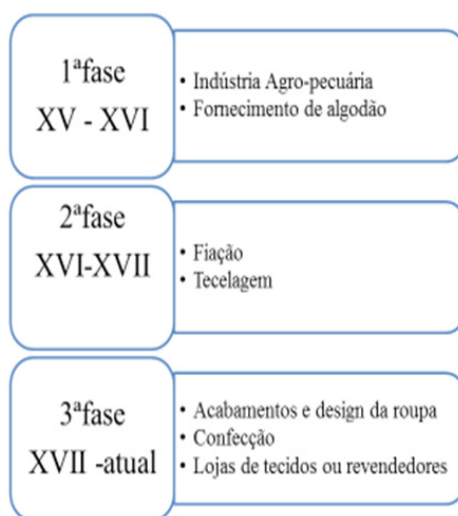 1ªfase
XV - XVI
• Indústria Agro-pecuária
• Fornecimento de algodão
2ªfase
XVI-XVII
• Fiação
• Tecelagem
3ªfase
XVII -atual
• Acabamentos e design da roupa
• Confecção
• Lojas de tecidos ou revendedores